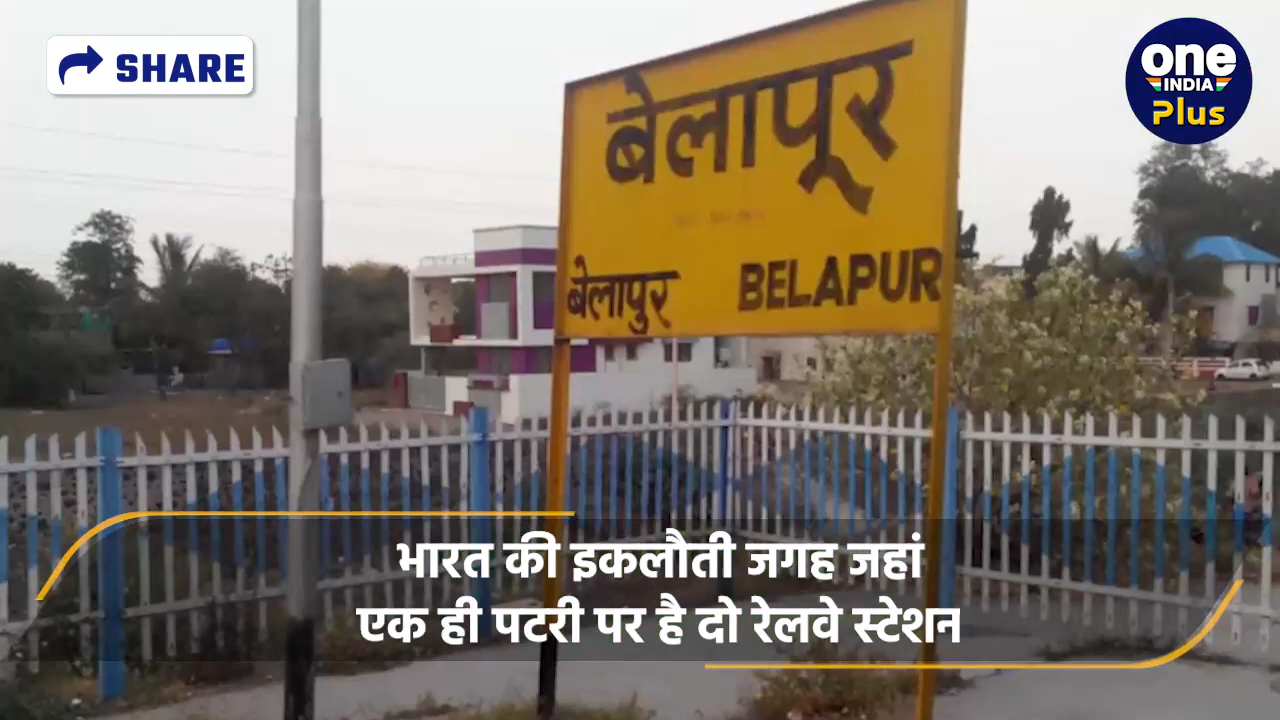 SHARE
one
INDIA
Plus
बेलापूर
बेलापुर BELAPUR
भारत की इकलौती जगह जहां
एक ही पटरी पर है दो रेलवे स्टेशन